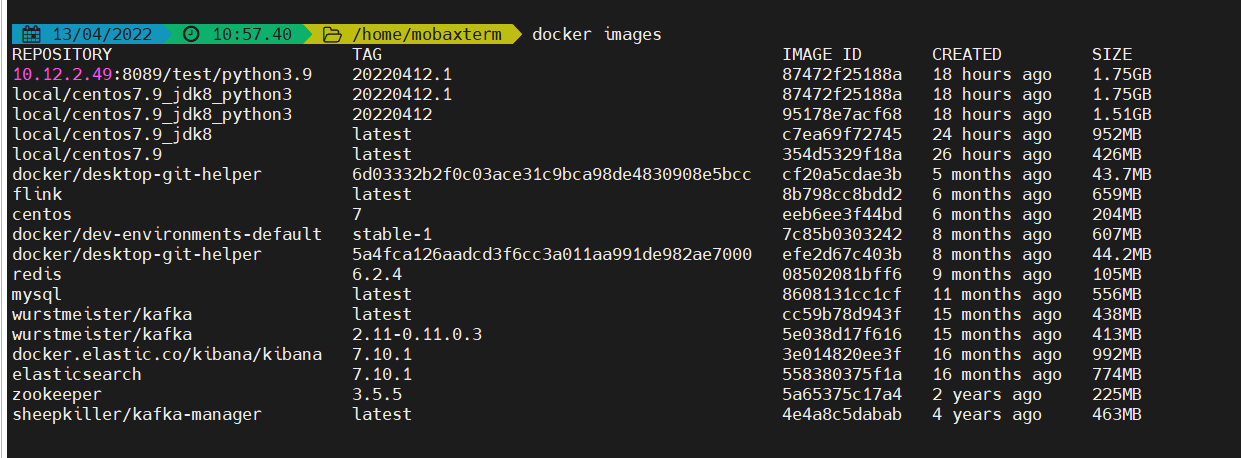 13/04/2022 10:57.40 /home/mobaxterm docker images
REPOSITORY TAG IMAGE ID CREATED SIZE
10.12.2.49:8089/test/python3.9 20220412.1 87472f25188a 18 hours ago 1.75GB
local/centos7.9_jdk8_python3 20220412.1 87472f25188a 18 hours ago 1.75GB
local/centos7.9_jdk8_python3 20220412 95178e7acf68 18 hours ago 1.51GB
local/centos7.9_jdk8 latest c7ea69f72745 24 hours ago 952MB
local/centos7.9 latest 354d5329f18a 26 hours ago 426MB
docker/desktop-git-helper 6d03332b2f0c03ace31c9bca98de4830908e5bcc cf20a5cdae3b 5 months ago 43.7MB
flink latest 8b798cc8bdd2 6 months ago 659MB
centos 7 eeb6ee3f44bd 6 months ago 204MB
docker/dev-environments-default stable-1 7c85b0303242 8 months ago 607MB
docker/desktop-git-helper 5a4fca126aadcd3f6cc3a011aa991de982ae7000 efe2d67c403b 8 months ago 44.2MB
redis 6.2.4 08502081bff6 9 months ago 105MB
mysql latest 8608131cc1cf 11 months ago 556MB
wurstmeister/kafka latest cc59b78d943f 15 months ago 438MB
wurstmeister/kafka 2.11-0.11.0.3 5e038d17f616 15 months ago 413MB
docker.elastic.co/kibana/kibana 7.10.1 3e014820ee3f 16 months ago 992MB
elasticsearch 7.10.1 558380375f1a 16 months ago 774MB
zookeeper 3.5.5 5a65375c17a4 2 years ago 225MB
sheepkiller/kafka-manager latest 4e4a8c5dabab 4 years ago 463MB